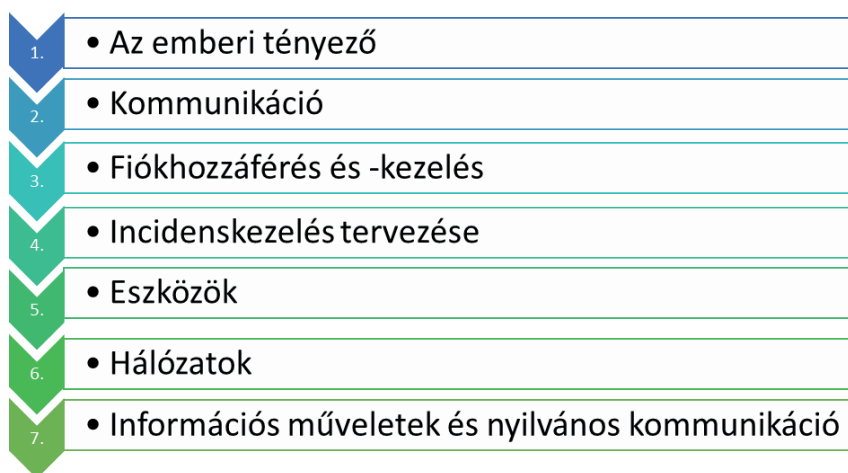 1. • Az emberi tényező
2. • Kommunikáció
3. • Fiókhozzáférés és -kezelés
4. • Incidenskezelés tervezése
5. • Eszközök
6. • Hálózatok
7. • Információs műveletek és nyilvános kommunikáció